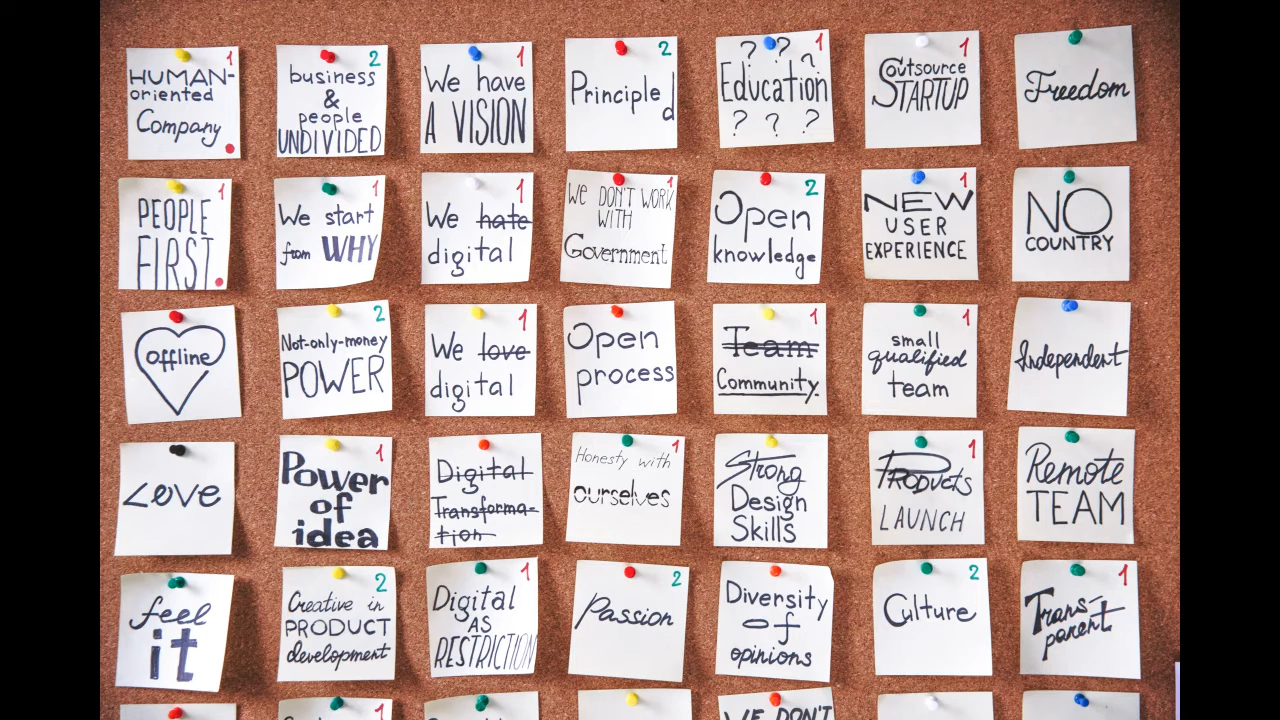 1
HUMAN-
oriented
Company
2
business
&
people
UNDIVIDED
1
We have
A VISION
2
Principled
1
? ? ?
Education
? ? ?
1
Outsource
STARTUP
Freedom
1
PEOPLE
FIRST
1
We start
from WHY
1
We hate
digital
1
We DON'T WORK
WITH
Government
2
Open
knowledge
1
NEW
USER
EXPERIENCE
NO
COUNTRY
Offline
2
Not-only-money
POWER
1
We love
digital
Open
process
1
Team
Community
1
small
qualified
team
Independent
Love
1
Power
of
idea
Digital
Transforma-
tion
1
Honesty with
ourselves
Strong
Design
Skills
1
Products
LAUNCH
Remote
TEAM
feel
it
2
Creative in
PRODUCT
development
1
Digital
AS
RESTRICTION
2
Passion
Diversity
of
opinions
2
Culture
1
Trans-
parent
1
WE DON'T